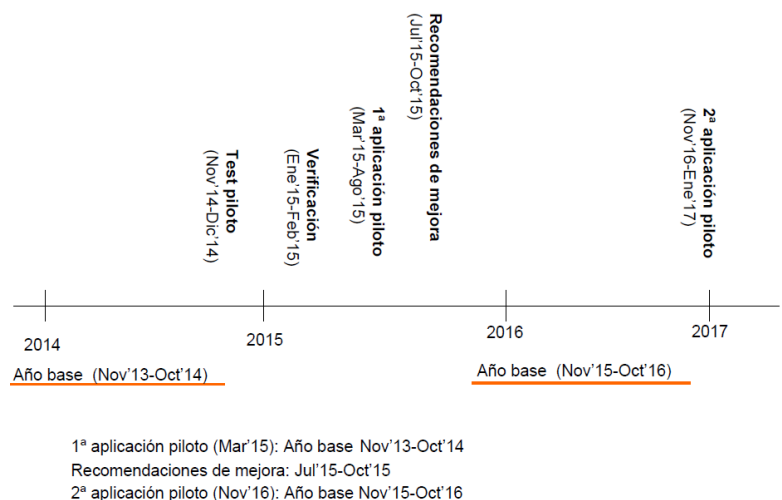 Test piloto
(Nov'14-Dic'14)
Verificación
(Ene'15-Feb'15)
1ª aplicación piloto
(Mar'15-Ago'15)
Recomendaciones de mejora
(Jul'15-Oct'15)
2ª aplicación piloto
(Nov'16-Ene'17)
2014
2015
2016
2017
Año base (Nov'13-Oct'14)
Año base (Nov'15-Oct'16)
1ª aplicación piloto (Mar'15): Año base Nov'13-Oct'14
Recomendaciones de mejora: Jul'15-Oct'15
2ª aplicación piloto (Nov'16): Año base Nov'15-Oct'16